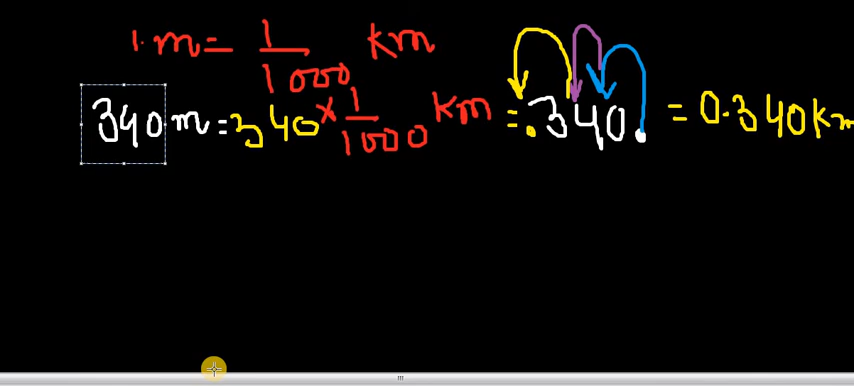 1. m = 1/1000 km
340 m = 340 × 1/1000 km = .340. = 0.340 km